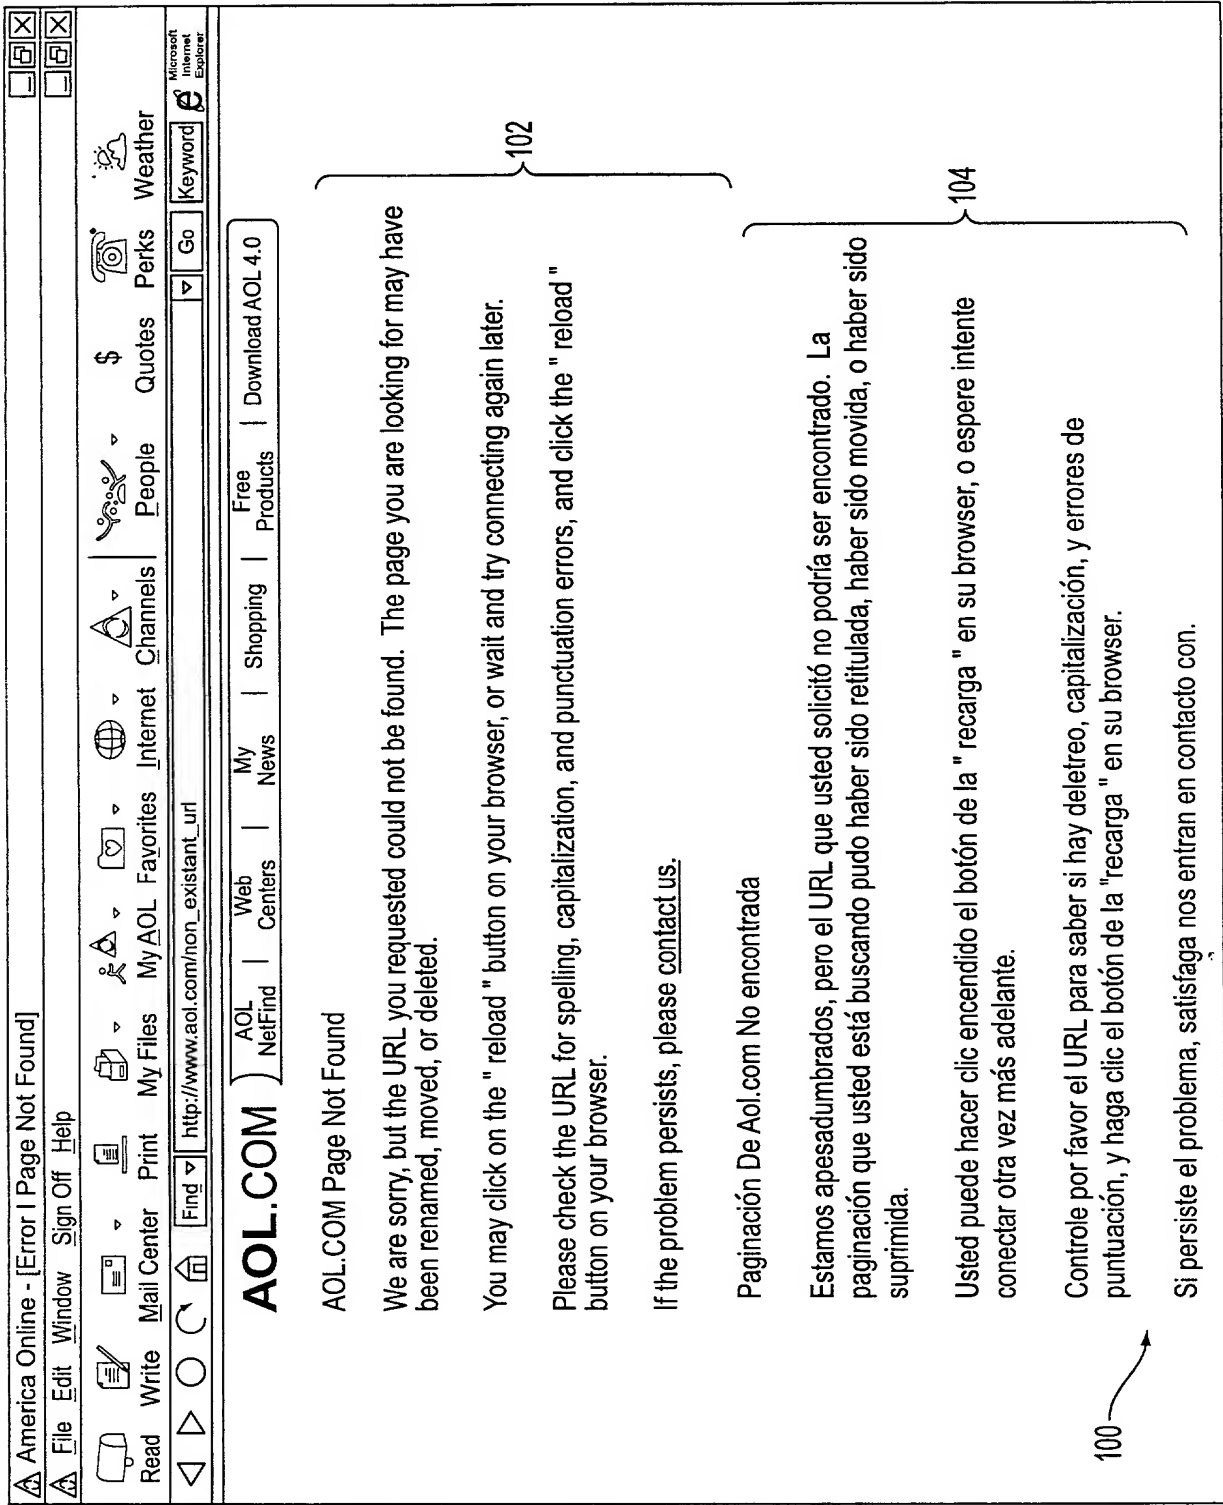 America Online - [Error I Page Not Found]
File Edit Window Sign Off Help
Read Write Mail Center Print My Files My AOL Favorites Internet Channels People Quotes Perks Weather
Find http://www.aol.com/non_existant_url Go Keyword Microsoft Internet Explorer
AOL.COM AOL NetFind | Web Centers | My News | Shopping | Free Products | Download AOL 4.0
AOL.COM Page Not Found
We are sorry, but the URL you requested could not be found. The page you are looking for may have
been renamed, moved, or deleted.
You may click on the " reload " button on your browser, or wait and try connecting again later.
Please check the URL for spelling, capitalization, and punctuation errors, and click the " reload "
button on your browser.
If the problem persists, please contact us.
102
Paginación De Aol.com No encontrada
Estamos apesadumbrados, pero el URL que usted solicitó no podría ser encontrado. La
paginación que usted está buscando pudo haber sido retitulada, haber sido movida, o haber sido
suprimida.
Usted puede hacer clic encendido el botón de la " recarga " en su browser, o espere intente
conectar otra vez más adelante.
Controle por favor el URL para saber si hay deletreo, capitalización, y errores de
puntuación, y haga clic el botón de la "recarga " en su browser.
Si persiste el problema, satisfaga nos entran en contacto con.
104
100